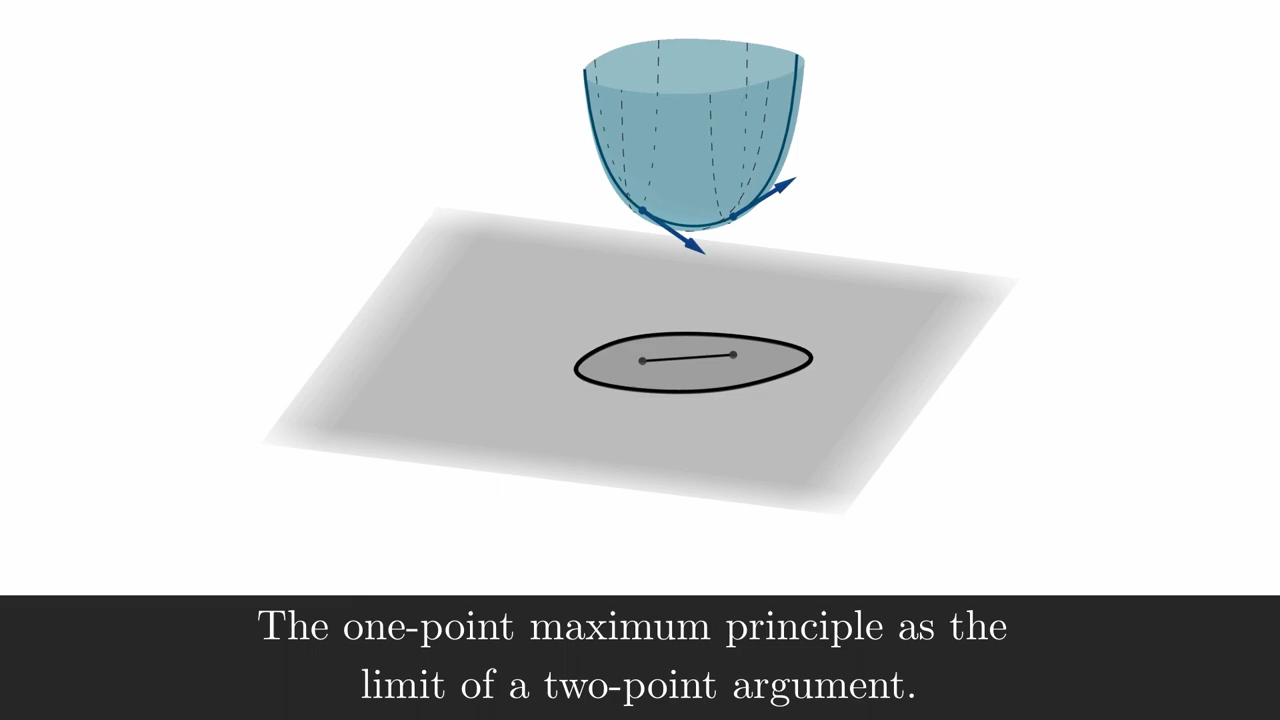 The one-point maximum principle as the
limit of a two-point argument.